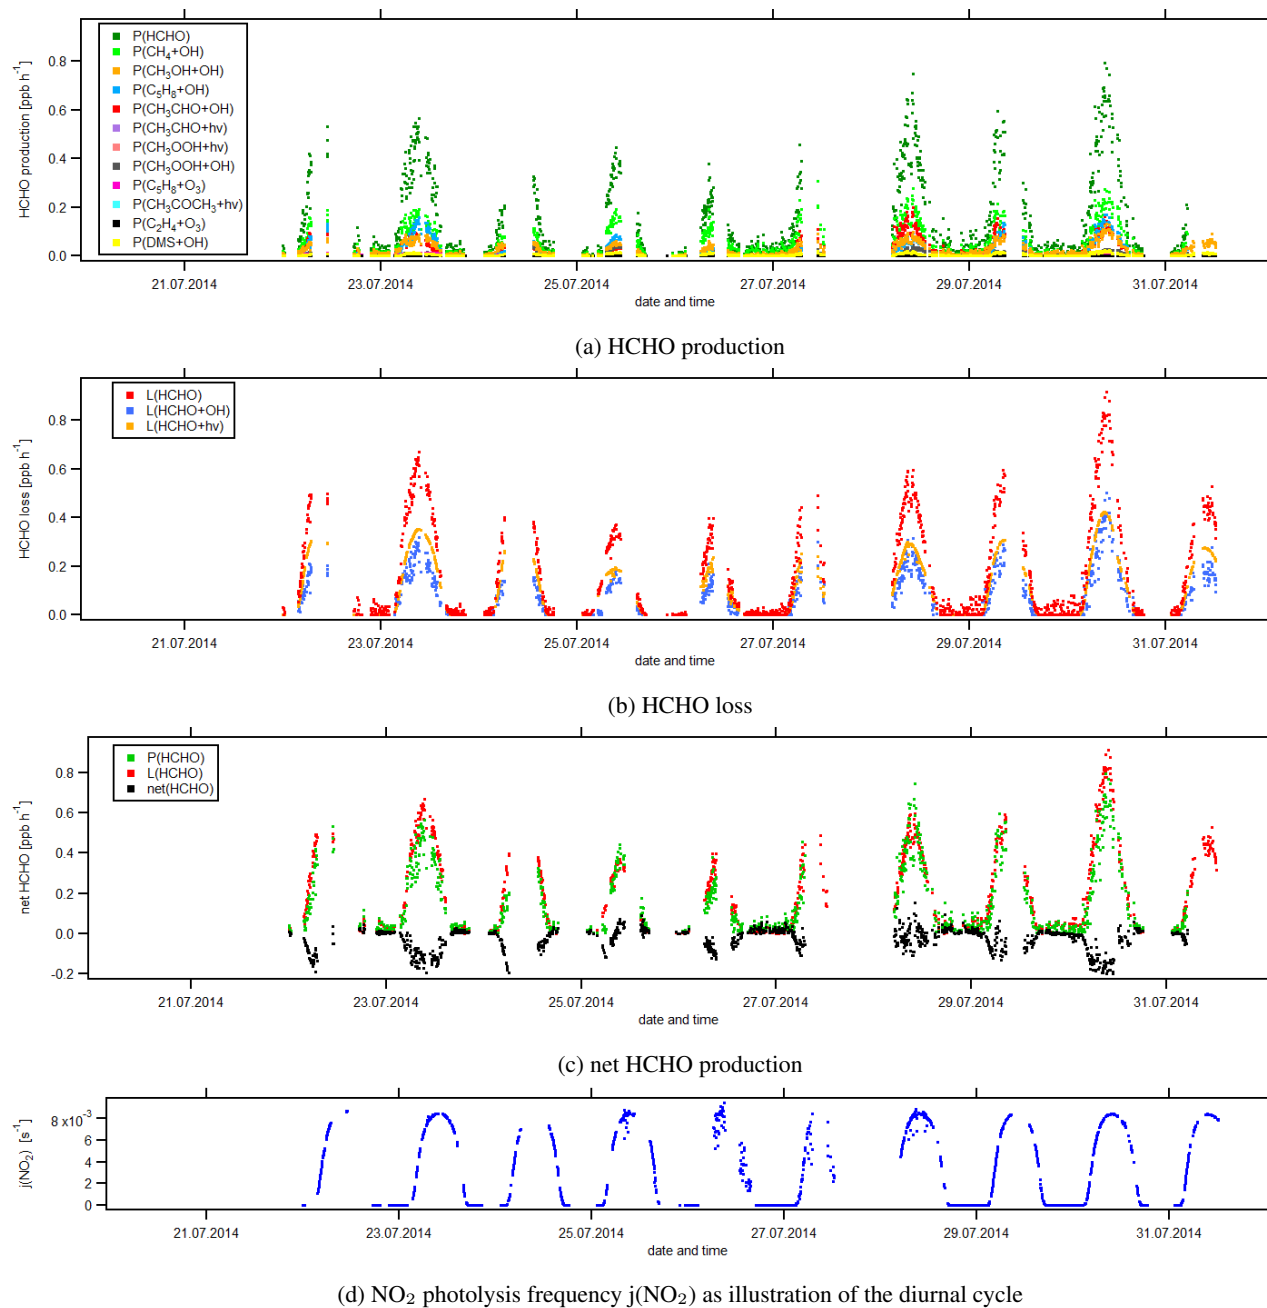 P(HCHO)
P(CH₄+OH)
P(CH₃OH+OH)
P(C₅H₈+OH)
P(CH₃CHO+OH)
P(CH₃CHO+hv)
P(CH₃OOH+hv)
P(CH₃OOH+OH)
P(C₅H₈+O₃)
P(CH₃COCH₃+hv)
P(C₂H₄+O₃)
P(DMS+OH)
HCHO production [ppb h⁻¹]
0.8
0.6
0.4
0.2
0.0
21.07.2014 23.07.2014 25.07.2014 27.07.2014 29.07.2014 31.07.2014
date and time
(a) HCHO production
L(HCHO)
L(HCHO+OH)
L(HCHO+hv)
HCHO loss [ppb h⁻¹]
0.8
0.6
0.4
0.2
0.0
21.07.2014 23.07.2014 25.07.2014 27.07.2014 29.07.2014 31.07.2014
date and time
(b) HCHO loss
P(HCHO)
L(HCHO)
net(HCHO)
net HCHO [ppb h⁻¹]
0.8
0.6
0.4
0.2
0.0
-0.2
21.07.2014 23.07.2014 25.07.2014 27.07.2014 29.07.2014 31.07.2014
date and time
(c) net HCHO production
j(NO₂) [s⁻¹]
8 x10⁻³
6
4
2
0
21.07.2014 23.07.2014 25.07.2014 27.07.2014 29.07.2014 31.07.2014
date and time
(d) NO₂ photolysis frequency j(NO₂) as illustration of the diurnal cycle